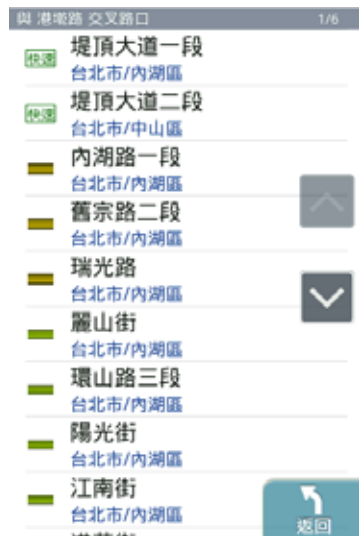 與 港墘路 交叉路口 1/6
快速 堤頂大道一段
台北市/內湖區
快速 堤頂大道二段
台北市/中山區
內湖路一段
台北市/內湖區
舊宗路二段
台北市/內湖區
瑞光路
台北市/內湖區
麗山街
台北市/內湖區
環山路三段
台北市/內湖區
陽光街
台北市/內湖區
江南街
台北市/內湖區
返回